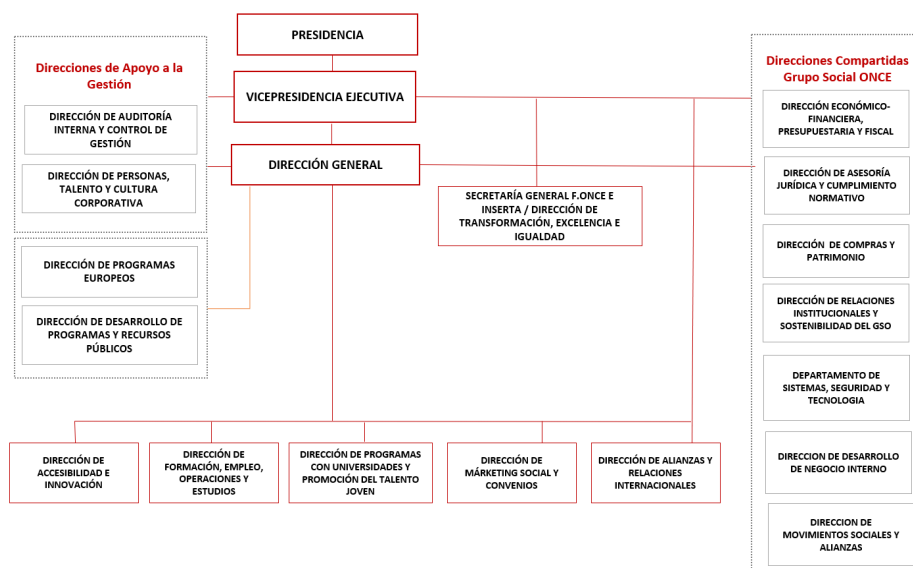 PRESIDENCIA
VICEPRESIDENCIA EJECUTIVA
DIRECCIÓN GENERAL
Direcciones de Apoyo a la
Gestión
DIRECCIÓN DE AUDITORÍA
INTERNA Y CONTROL DE
GESTIÓN
DIRECCIÓN DE PERSONAS,
TALENTO Y CULTURA
CORPORATIVA
DIRECCIÓN DE PROGRAMAS
EUROPEOS
DIRECCIÓN DE DESARROLLO DE
PROGRAMAS Y RECURSOS
PÚBLICOS
SECRETARÍA GENERAL F.ONCE E
INSERTA / DIRECCIÓN DE
TRANSFORMACIÓN, EXCELENCIA E
IGUALDAD
DIRECCIÓN DE
ACCESIBILIDAD E
INNOVACIÓN
DIRECCIÓN DE
FORMACIÓN, EMPLEO,
OPERACIONES Y
ESTUDIOS
DIRECCIÓN DE PROGRAMAS
CON UNIVERSIDADES Y
PROMOCIÓN DEL TALENTO
JOVEN
DIRECCIÓN DE
MÁRKETING SOCIAL Y
CONVENIOS
DIRECCIÓN DE ALIANZAS Y
RELACIONES
INTERNACIONALES
Direcciones Compartidas
Grupo Social ONCE
DIRECCIÓN ECONÓMICO-
FINANCIERA,
PRESUPUESTARIA Y FISCAL
DIRECCIÓN DE ASESORÍA
JURÍDICA Y CUMPLIMIENTO
NORMATIVO
DIRECCIÓN DE COMPRAS Y
PATRIMONIO
DIRECCIÓN DE RELACIONES
INSTITUCIONALES Y
SOSTENIBILIDAD DEL GSO
DEPARTAMENTO DE
SISTEMAS, SEGURIDAD Y
TECNOLOGIA
DIRECCION DE DESARROLLO
DE NEGOCIO INTERNO
DIRECCION DE
MOVIMIENTOS SOCIALES Y
ALIANZAS